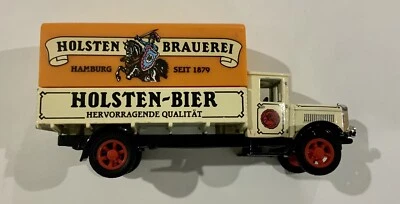 HOLSTEN BRAUEREI
HAMBURG SEIT 1879
HOLSTEN-BIER
HERVORRAGENDE QUALITÄT